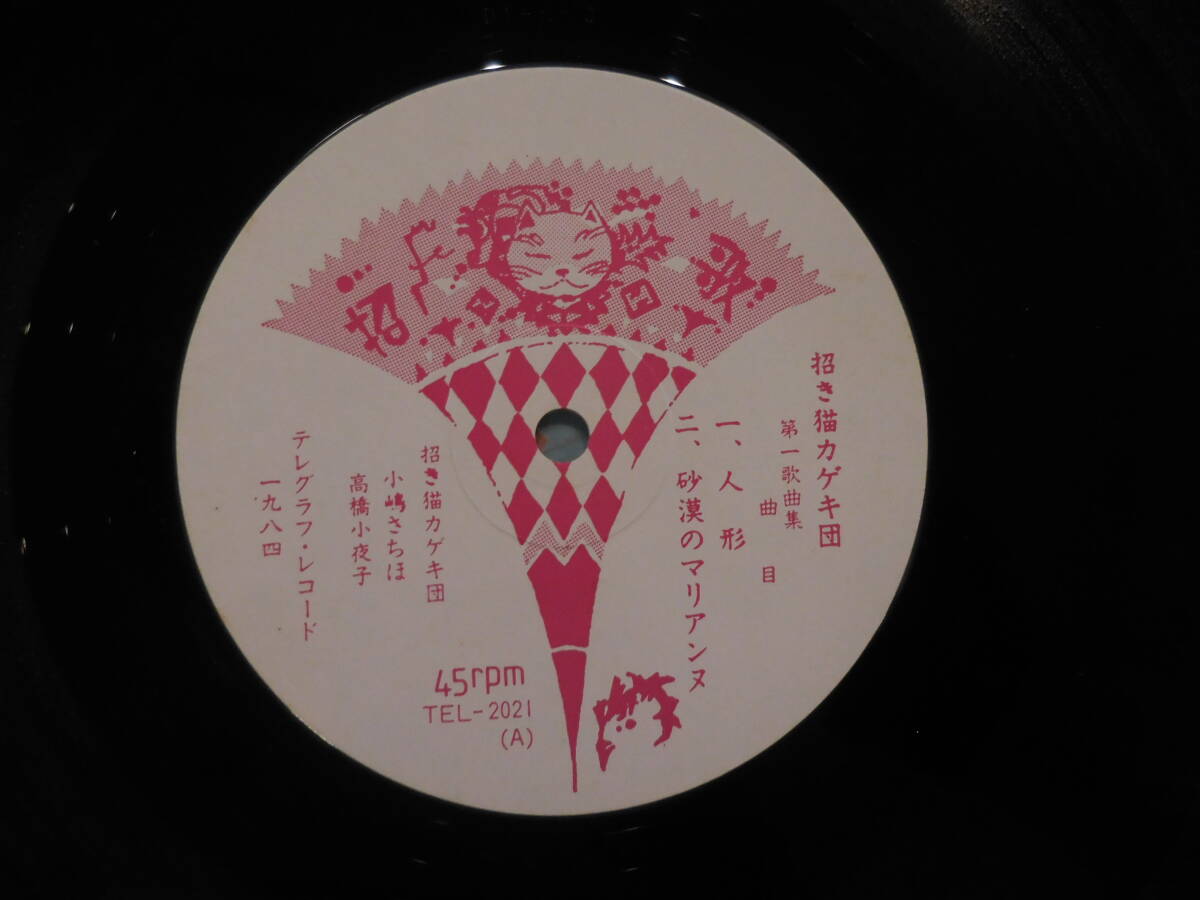 招き猫カゲキ団
第一歌曲集
曲目
一、人形
二、砂漠のマリアンヌ
招き猫カゲキ団
小嶋さちほ
高橋小夜子
テレグラフ・レコード
一九八四
45rpm
TEL-2021
(A)